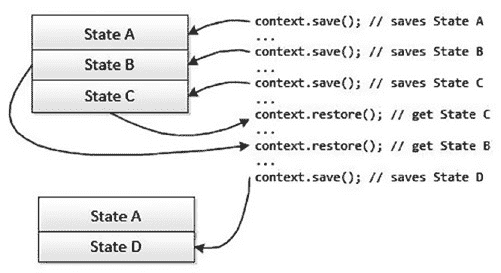 State A
State B
State C
context.save(); // saves State A
...
context.save(); // saves State B
...
context.save(); // saves State C
...
context.restore(); // get State C
...
context.restore(); // get State B
...
context.save(); // saves State D
State A
State D